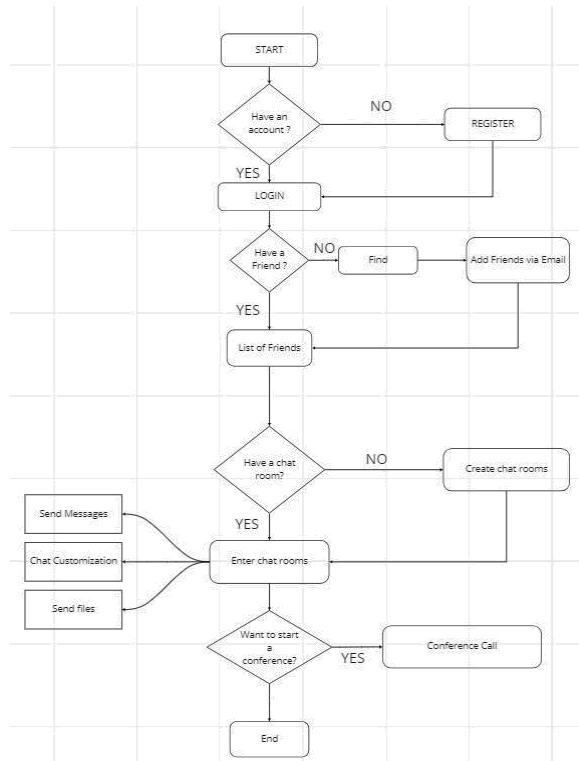 START
Have an
account ?
NO
REGISTER
YES
LOGIN
Have a
Friend ?
NO
Find
Add Friends via Email
YES
List of Friends
Have a chat
room?
NO
Create chat rooms
YES
Send Messages
Chat Customization
Send files
Enter chat rooms
Want to start
a
conference?
YES
Conference Call
End